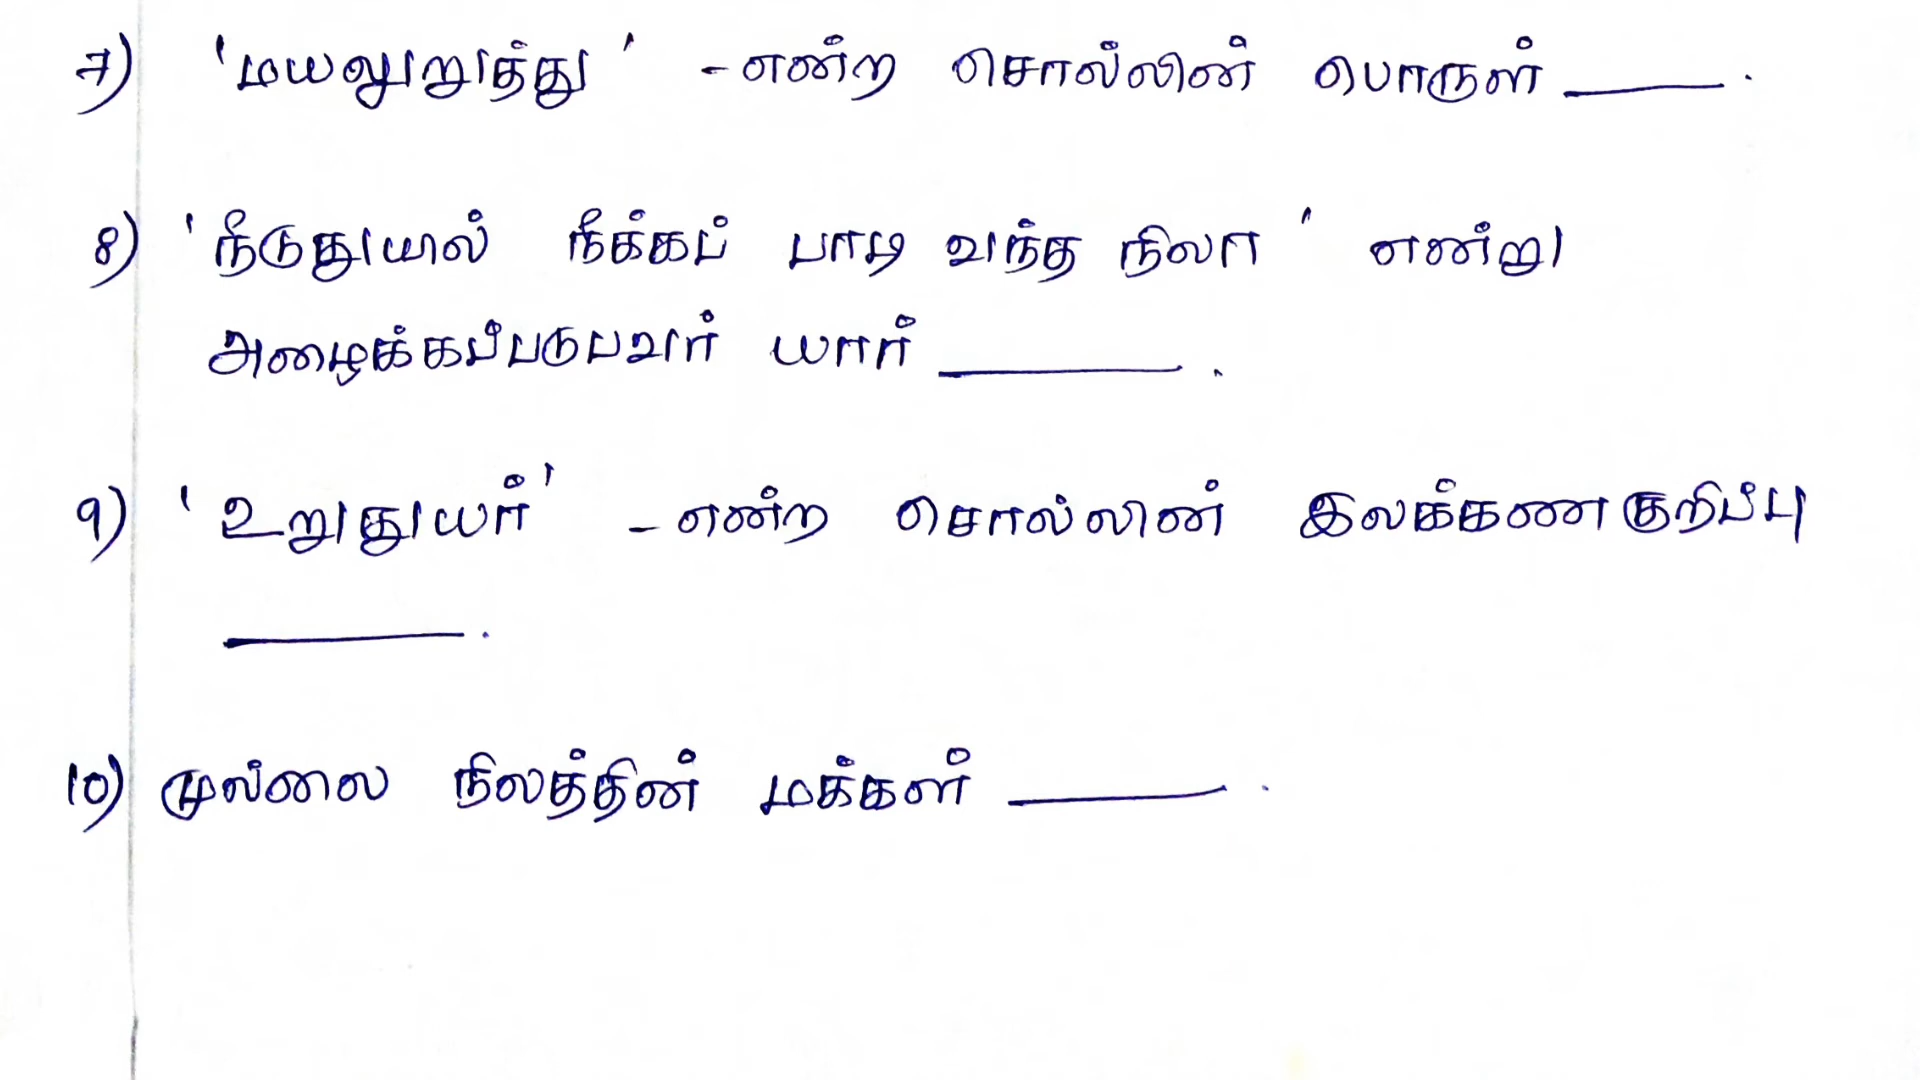 7) 'மயலுறுத்து' - என்ற சொல்லின் பொருள் ______.
8) 'நீடுதுயில் நீக்கப் பாடி வந்த நிலா' என்று
அழைக்கப்படுபவர் யார் ______.
9) 'உறுதுயர்' - என்ற சொல்லின் இலக்கணகுறிப்பு
______.
10) முல்லை நிலத்தின் மக்கள் ______.